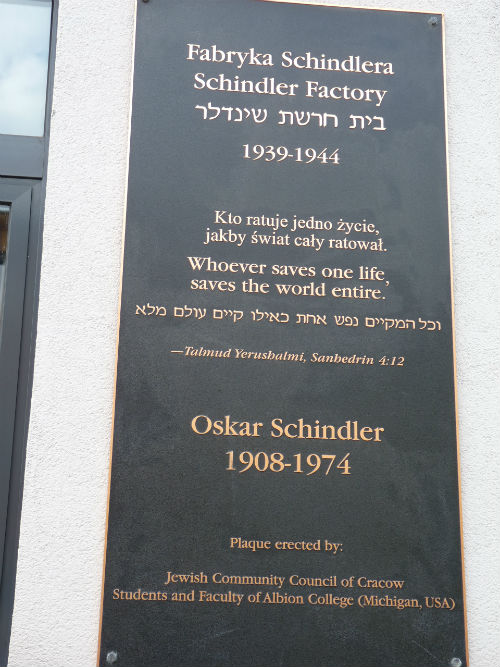 Fabryka Schindlera
Schindler Factory
בית חרשת שינדלר
1939-1944
Kto ratuje jedno życie,
jakby świat cały ratował.
Whoever saves one life,
saves the world entire.
וכל המקיים נפש אחת כאילו קיים עולם מלא
—Talmud Yerushalmi, Sanhedrin 4:12
Oskar Schindler
1908-1974
Plaque erected by:
Jewish Community Council of Cracow
Students and Faculty of Albion College (Michigan, USA)